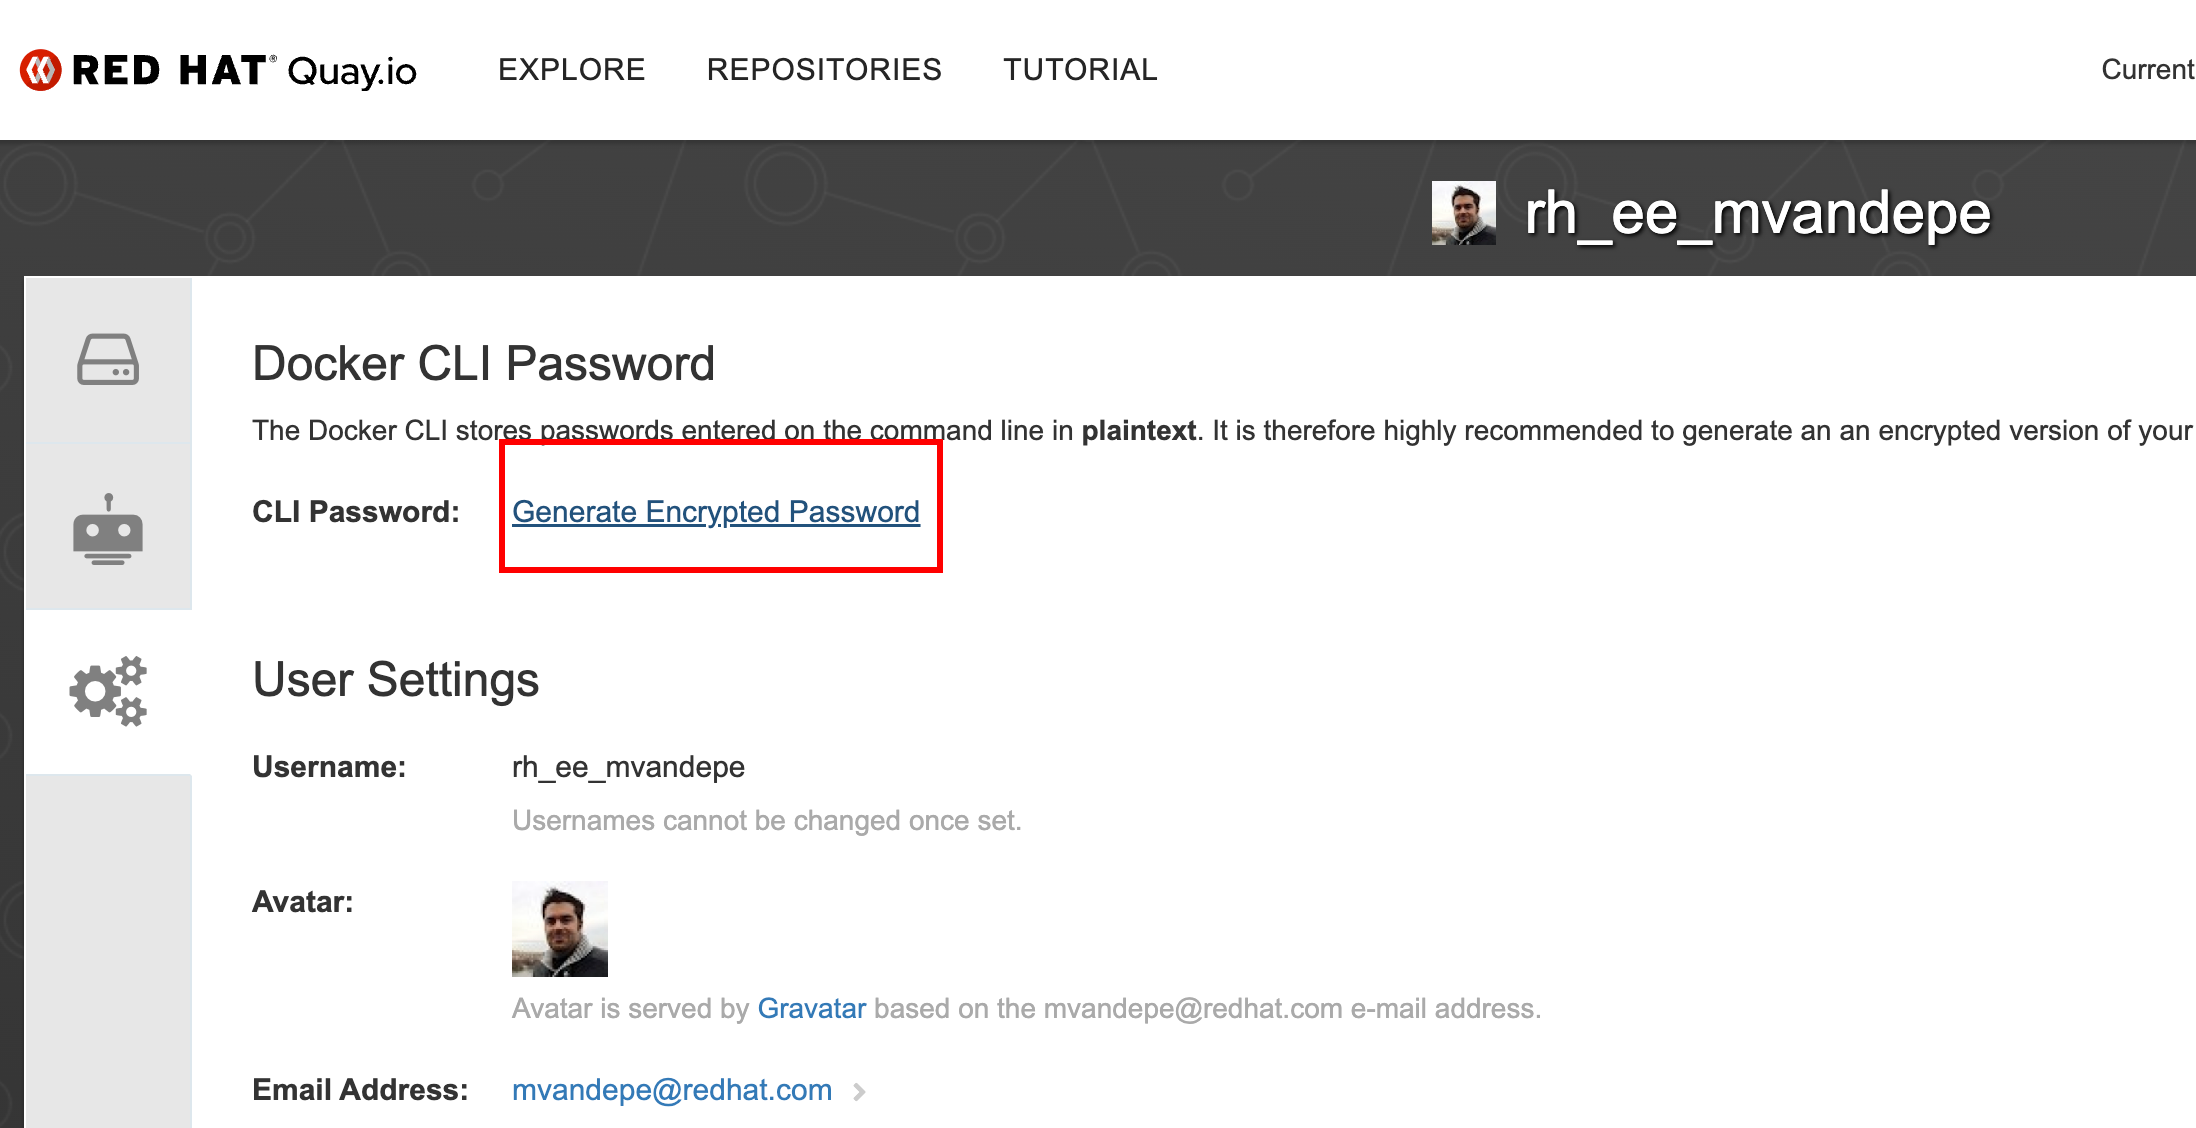 RED HAT® Quay.io EXPLORE REPOSITORIES TUTORIAL Current
rh_ee_mvandepe
Docker CLI Password
The Docker CLI stores passwords entered on the command line in plaintext. It is therefore highly recommended to generate an an encrypted version of your
CLI Password: Generate Encrypted Password
User Settings
Username: rh_ee_mvandepe
Usernames cannot be changed once set.
Avatar:
Avatar is served by Gravatar based on the mvandepe@redhat.com e-mail address.
Email Address: mvandepe@redhat.com